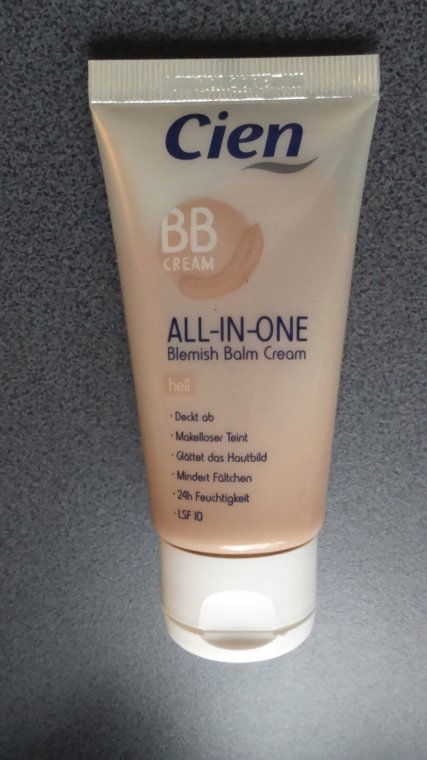 Cien
BB
CREAM
ALL-IN-ONE
Blemish Balm Cream
hell
· Deckt ab
· Makelloser Teint
· Glättet das Hautbild
· Mindert Fältchen
· 24h Feuchtigkeit
· LSF 10